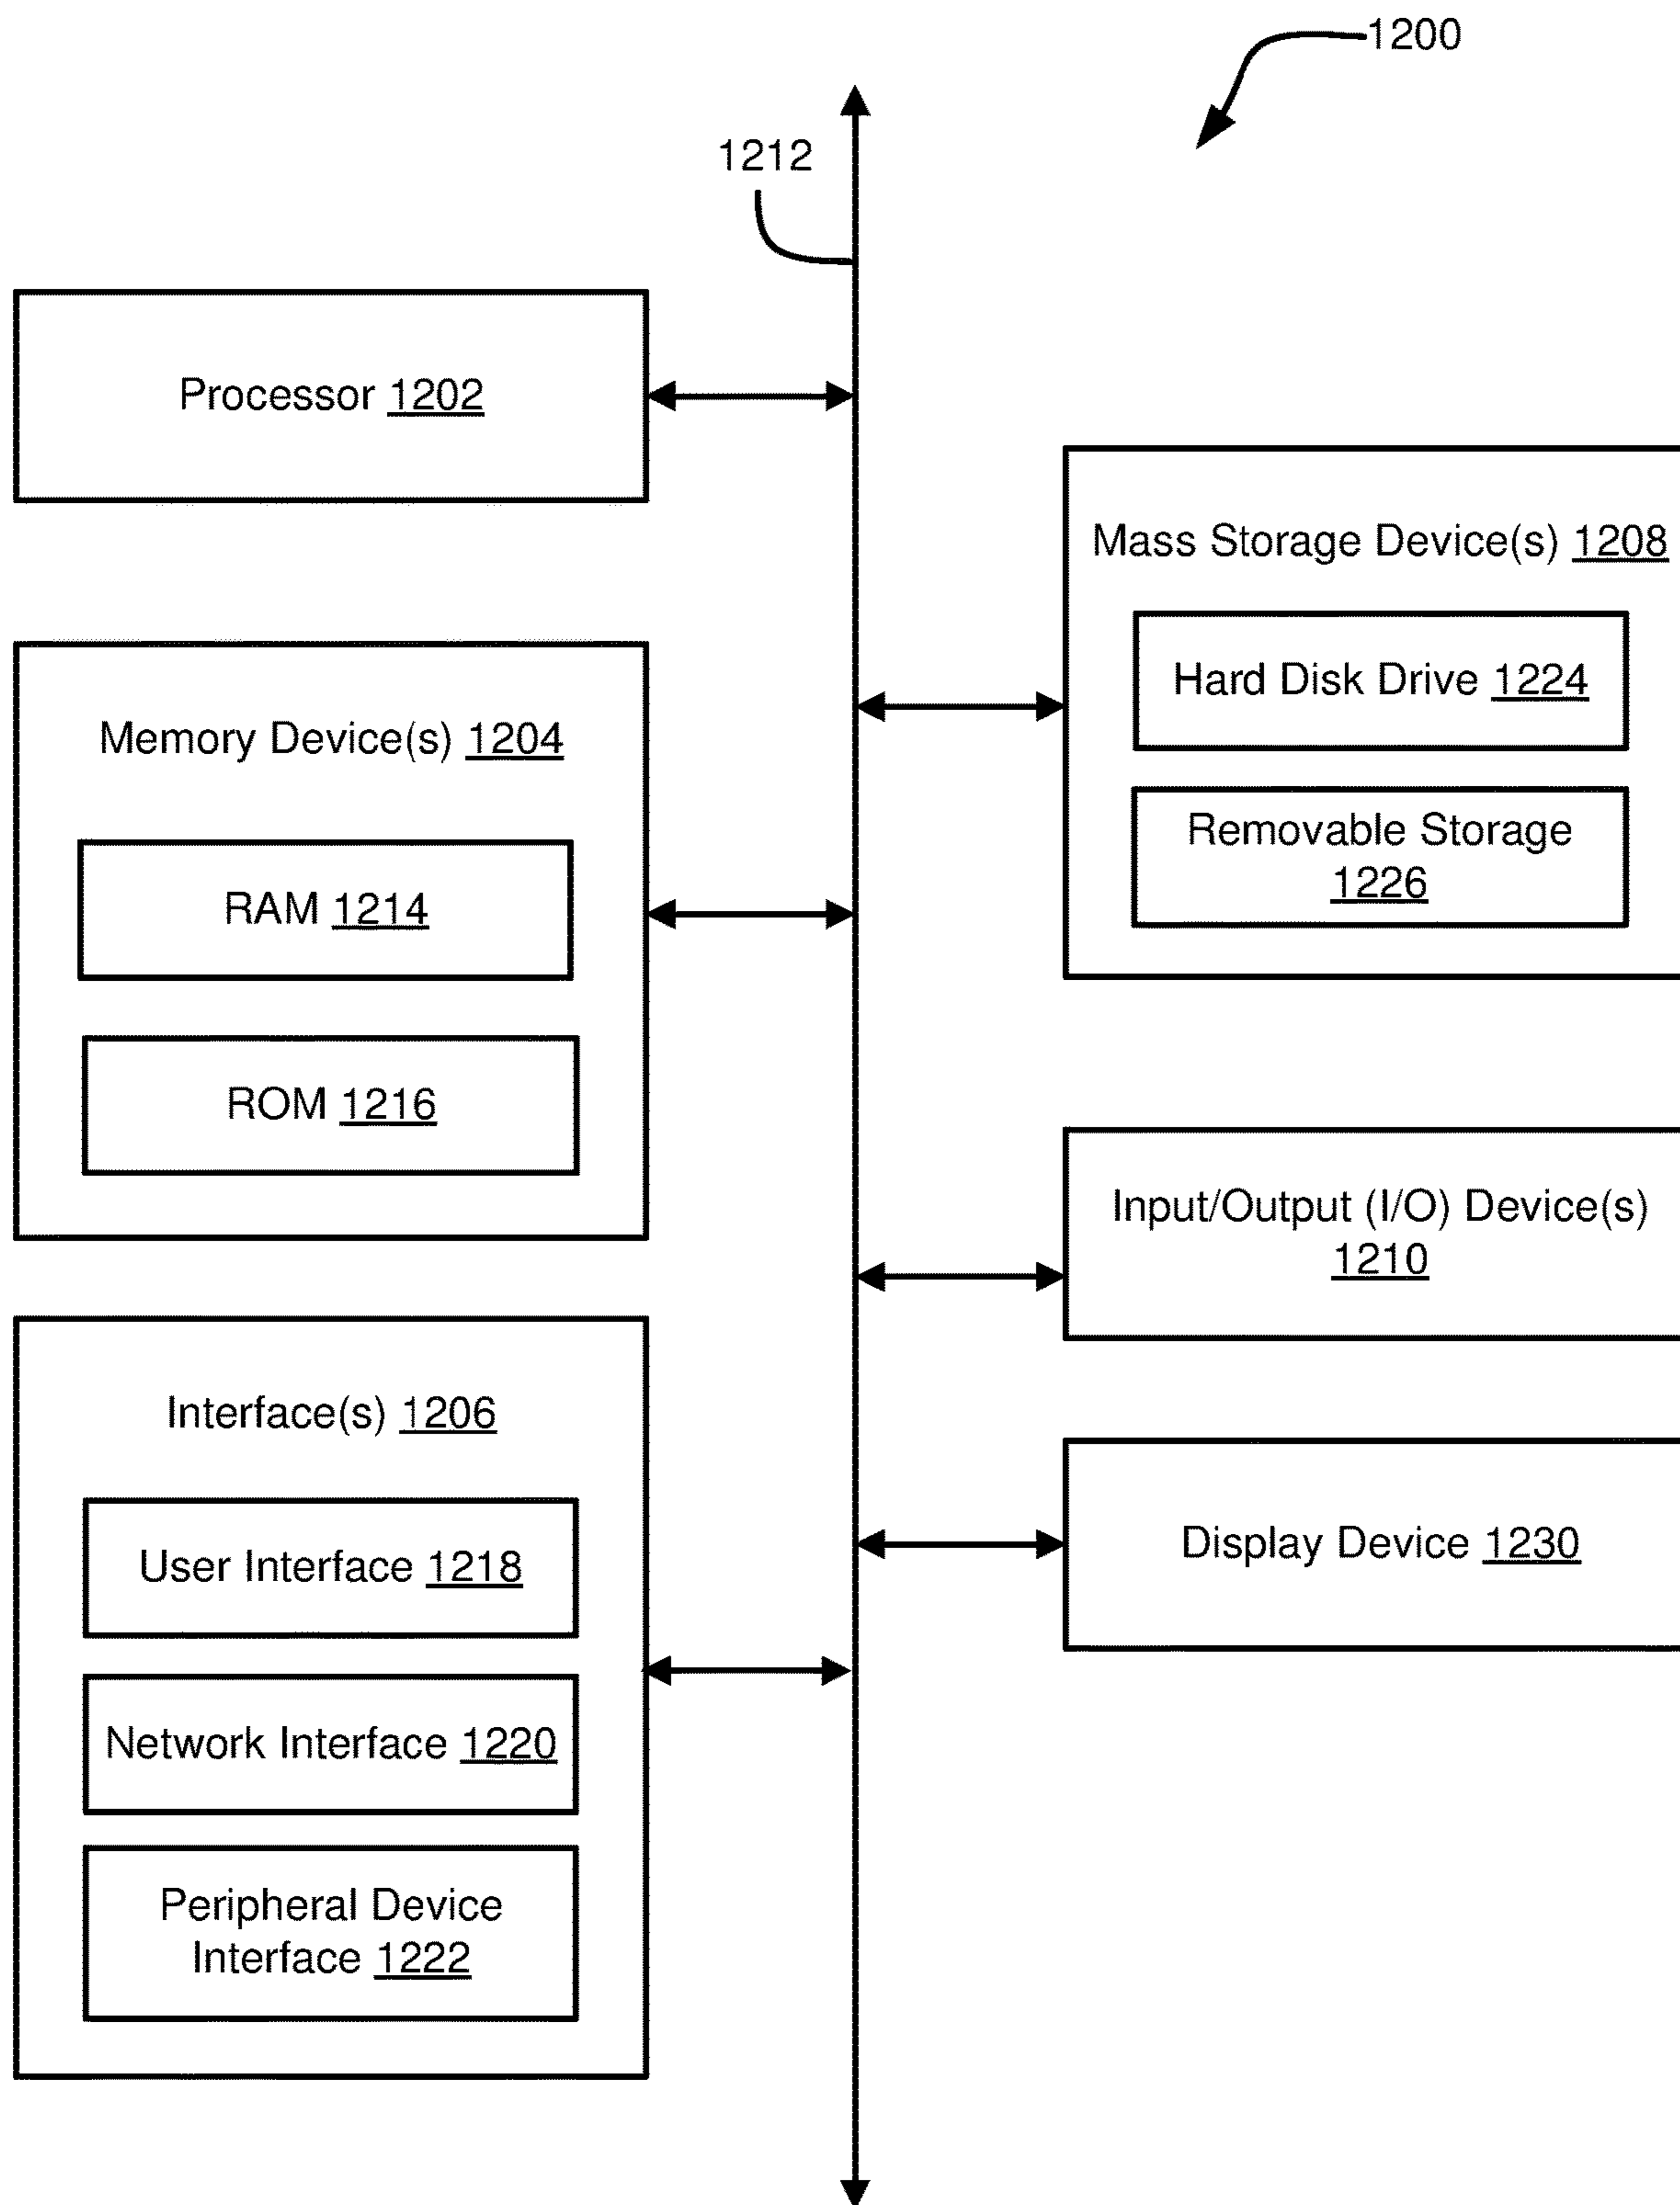 1200
1212
Processor 1202
Memory Device(s) 1204
RAM 1214
ROM 1216
Interface(s) 1206
User Interface 1218
Network Interface 1220
Peripheral Device
Interface 1222
Mass Storage Device(s) 1208
Hard Disk Drive 1224
Removable Storage
1226
Input/Output (I/O) Device(s)
1210
Display Device 1230